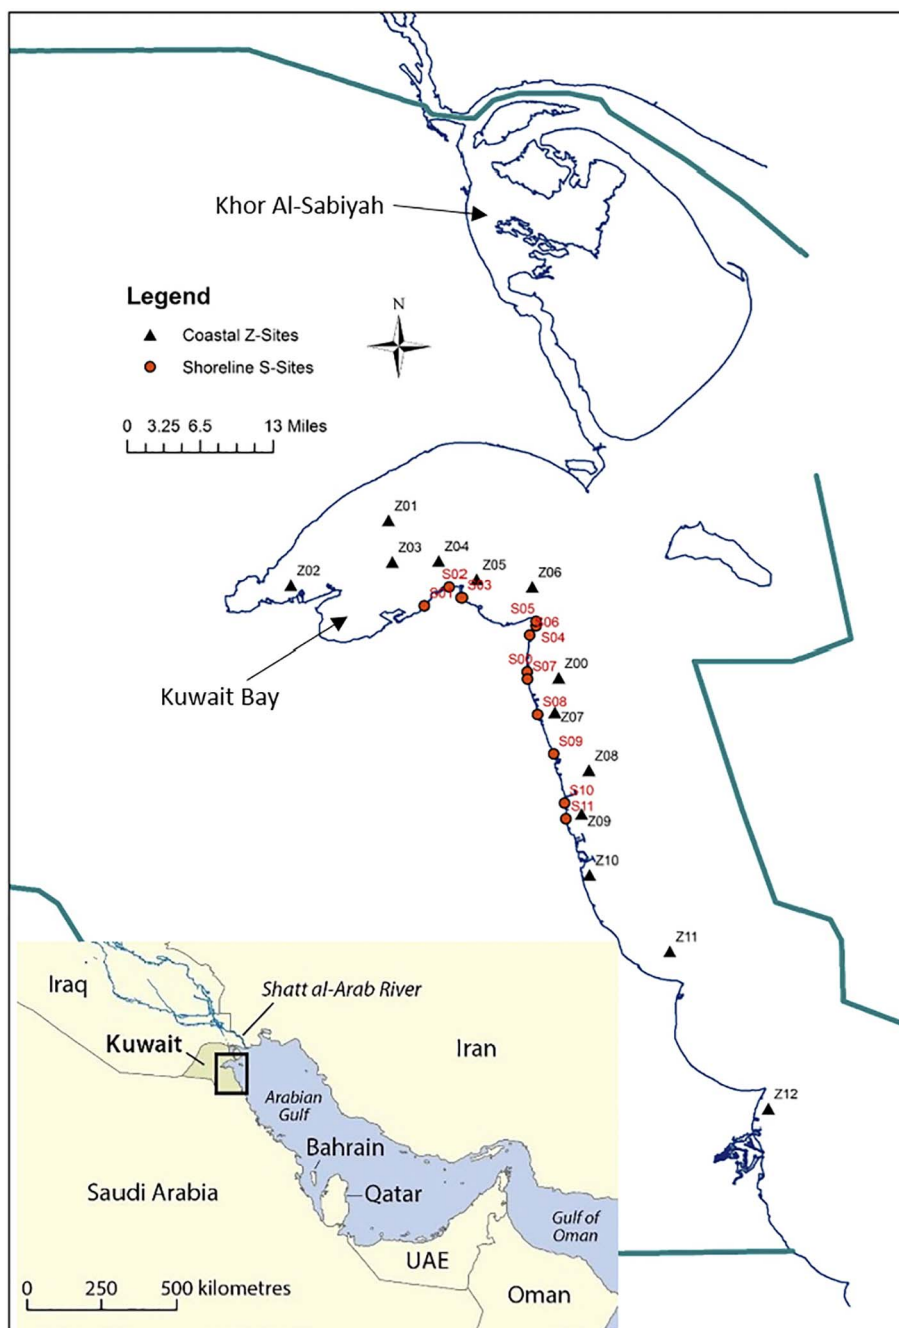 Khor Al-Sabiyah
Legend
Coastal Z-Sites
Shoreline S-Sites
N
0 3.25 6.5 13 Miles
Z01
Z03
Z04
Z02
Z05
S02
S03
S01
Z06
S05
S06
S04
Kuwait Bay
S00
S07
Z00
S08
Z07
S09
Z08
S10
S11
Z09
Z10
Z11
Z12
Iraq
Shatt al-Arab River
Kuwait
Iran
Arabian
Gulf
Bahrain
Saudi Arabia
Qatar
Gulf of
Oman
UAE
Oman
0 250 500 kilometres